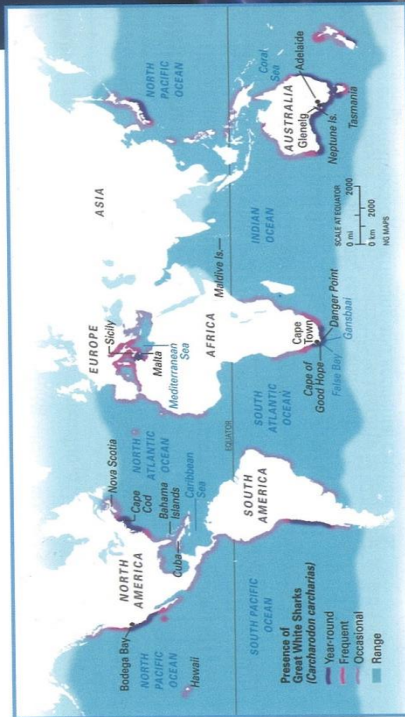 NORTH
AMERICA
Bodega Bay
NORTH
PACIFIC
OCEAN
Hawaii
Nova Scotia
Cape
Cod
NORTH
ATLANTIC
OCEAN
Bahama
Islands
Cuba
Caribbean
Sea
EUROPE
Sicily
Malta
Mediterranean
Sea
ASIA
NORTH
PACIFIC
OCEAN
AFRICA
EQUATOR
Maldive Is.
SOUTH
AMERICA
SOUTH PACIFIC
OCEAN
SOUTH
ATLANTIC
OCEAN
Cape
Town
Cape of
Good Hope
False Bay
Danger Point
Gansbaai
INDIAN
OCEAN
Coral
Sea
AUSTRALIA
Adelaide
Glenelg
Neptune Is.
Tasmania
Presence of
Great White Sharks
(Carcharodon carcharias)
Year-round
Frequent
Occasional
Range
SCALE AT EQUATOR
0 mi 2000
0 km 2000
NG MAPS